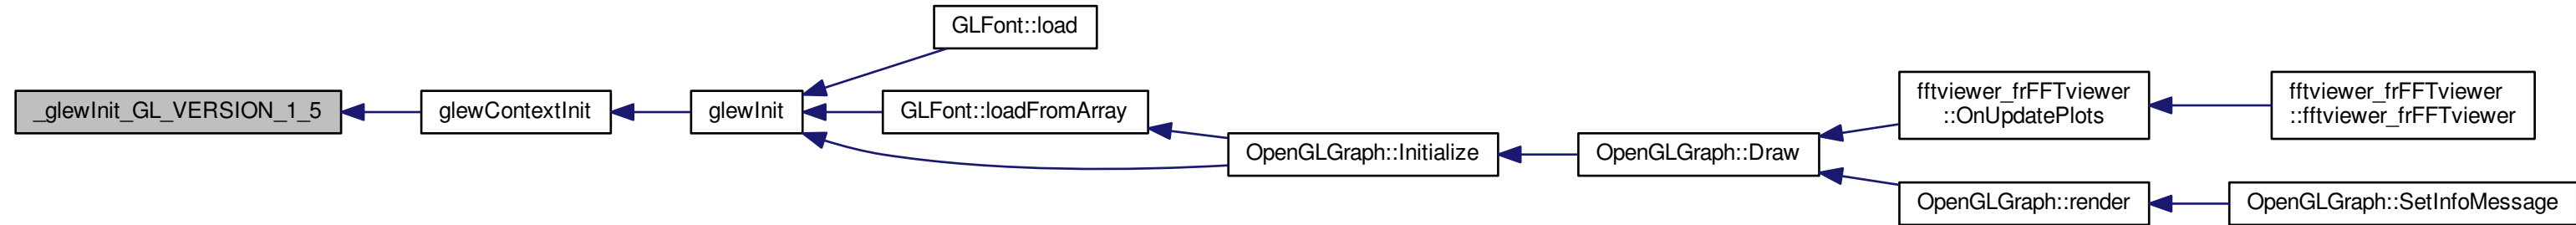 _glewInit_GL_VERSION_1_5
glewContextInit
glewInit
GLFont::load
GLFont::loadFromArray
OpenGLGraph::Initialize
OpenGLGraph::Draw
fftviewer_frFFTviewer
::OnUpdatePlots
fftviewer_frFFTviewer
::fftviewer_frFFTviewer
OpenGLGraph::render
OpenGLGraph::SetInfoMessage